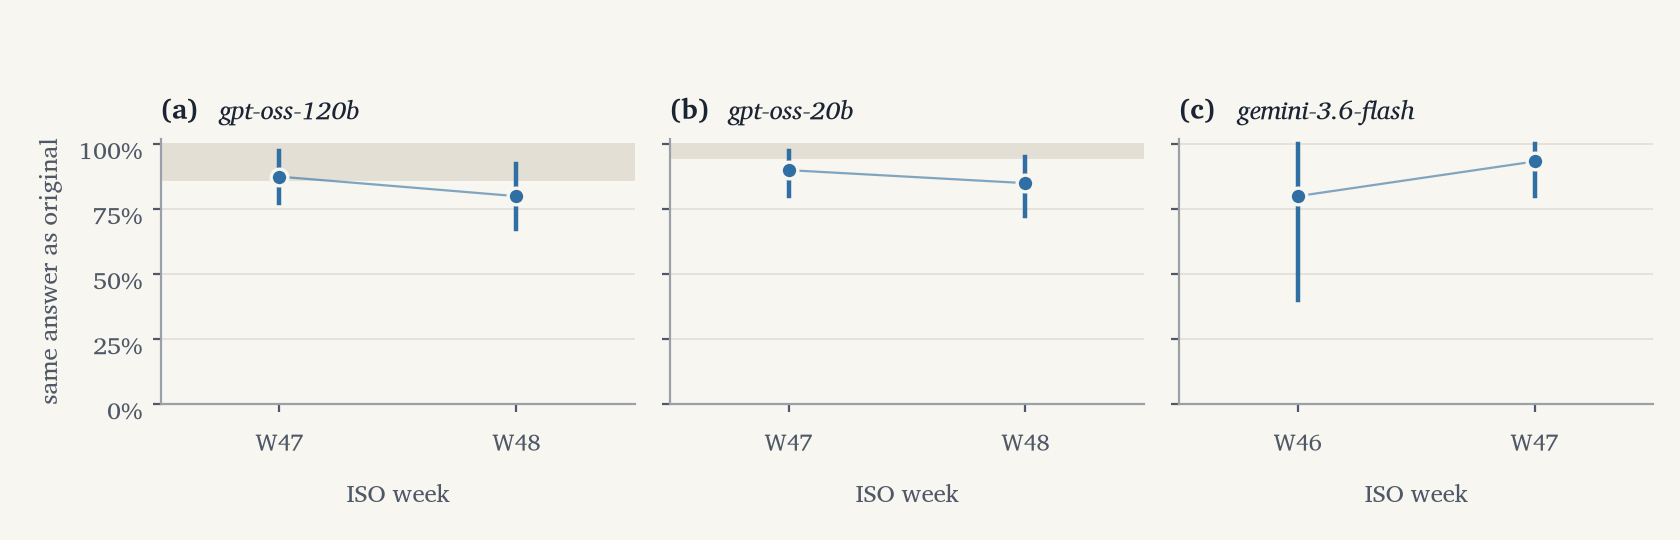 (a) gpt-oss-120b
(b) gpt-oss-20b
(c) gemini-3.6-flash
same answer as original
100%
75%
50%
25%
0%
W47 W48
W47 W48
W46 W47
ISO week
ISO week
ISO week